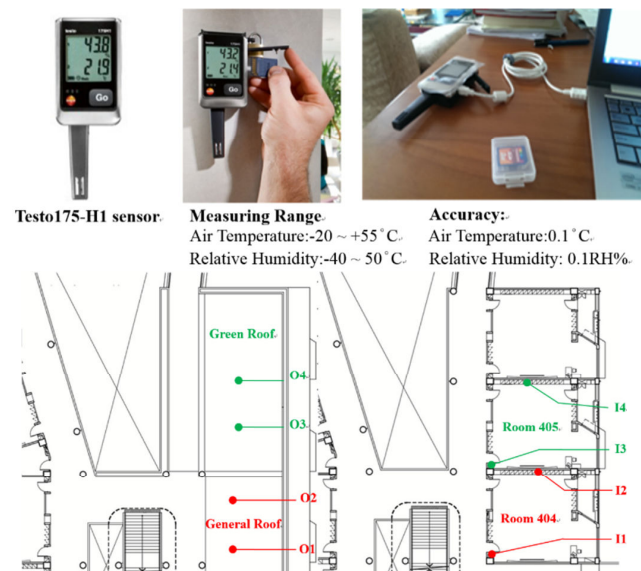 testo 175H1
43.8
21.9
Go
43.2
21.4
Go
Testo175-H1 sensor
Measuring Range
Air Temperature:-20 ~ +55°C
Relative Humidity:-40 ~ 50°C
Accuracy:
Air Temperature:0.1°C
Relative Humidity: 0.1RH%
Green Roof
O4
O3
O2
General Roof
O1
I4
Room 405
I3
I2
Room 404
I1